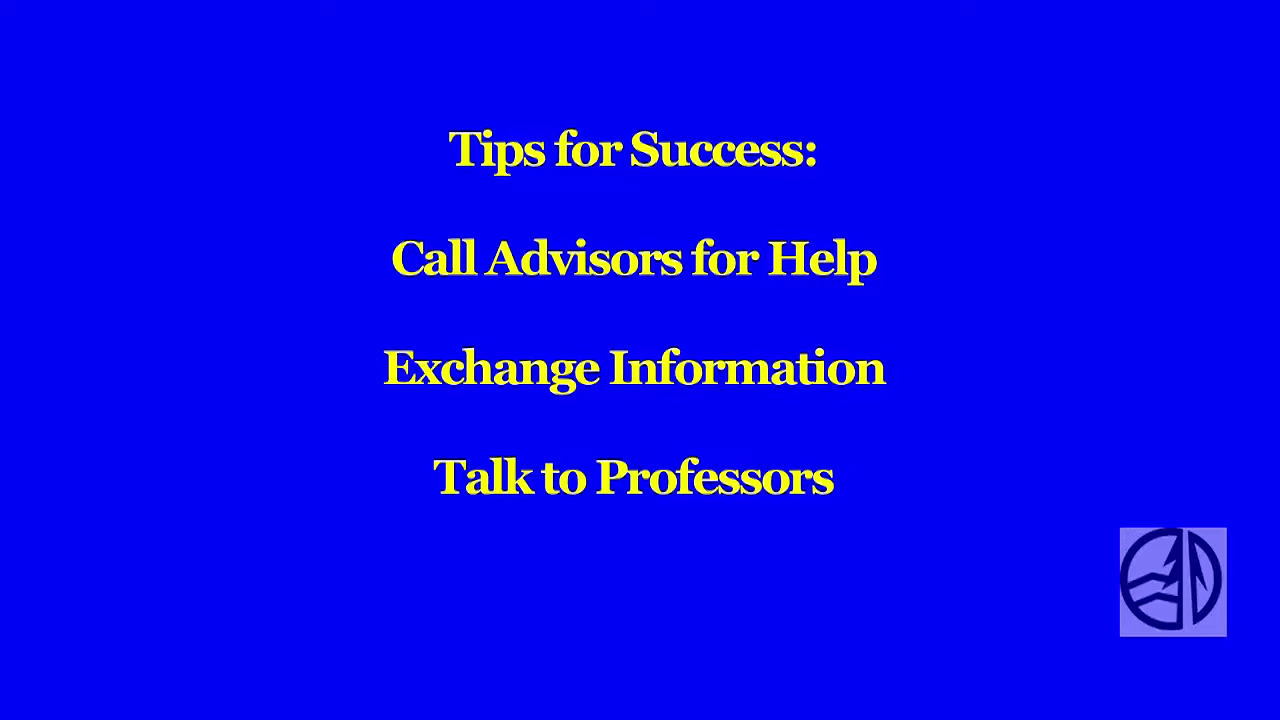 Tips for Success:
Call Advisors for Help
Exchange Information
Talk to Professors